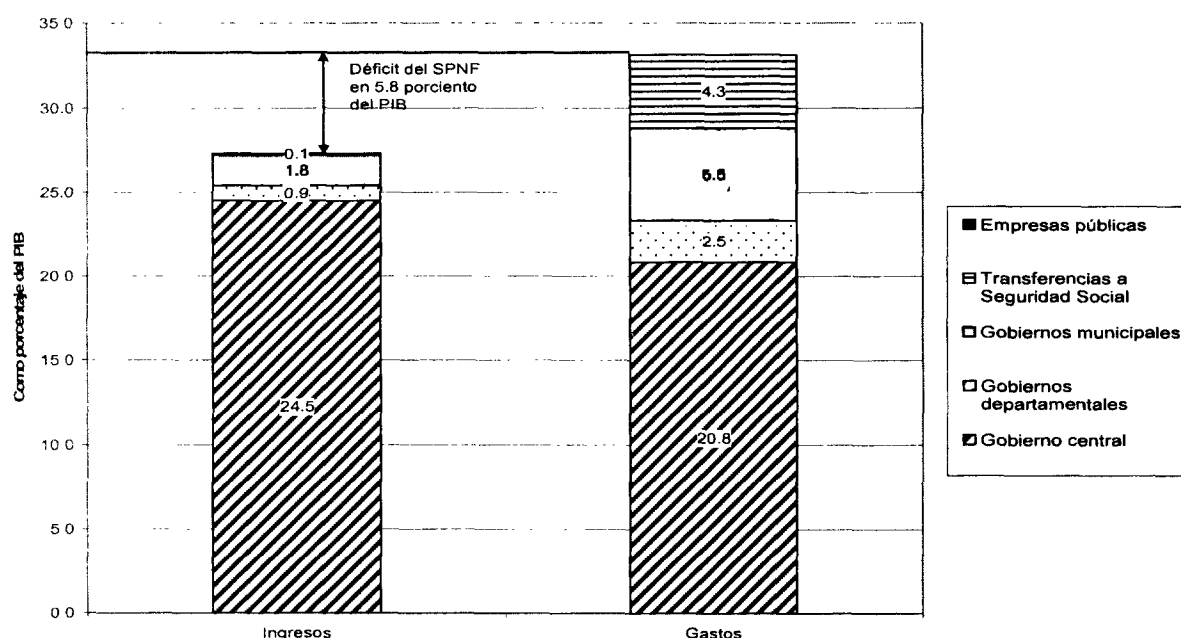 35.0
30.0
25.0
20 0
15.0
10 0
5 0
0 0
Como porcentaje del PIB
Déficit del SPNF
en 5.8 porciento
del PIB
0.1
1.8
0.9
24.5
4.3
5.5
2.5
20.8
Ingresos
Gastos
Empresas públicas
Transferencias a
Seguridad Social
Gobiernos municipales
Gobiernos
departamentales
Gobierno central